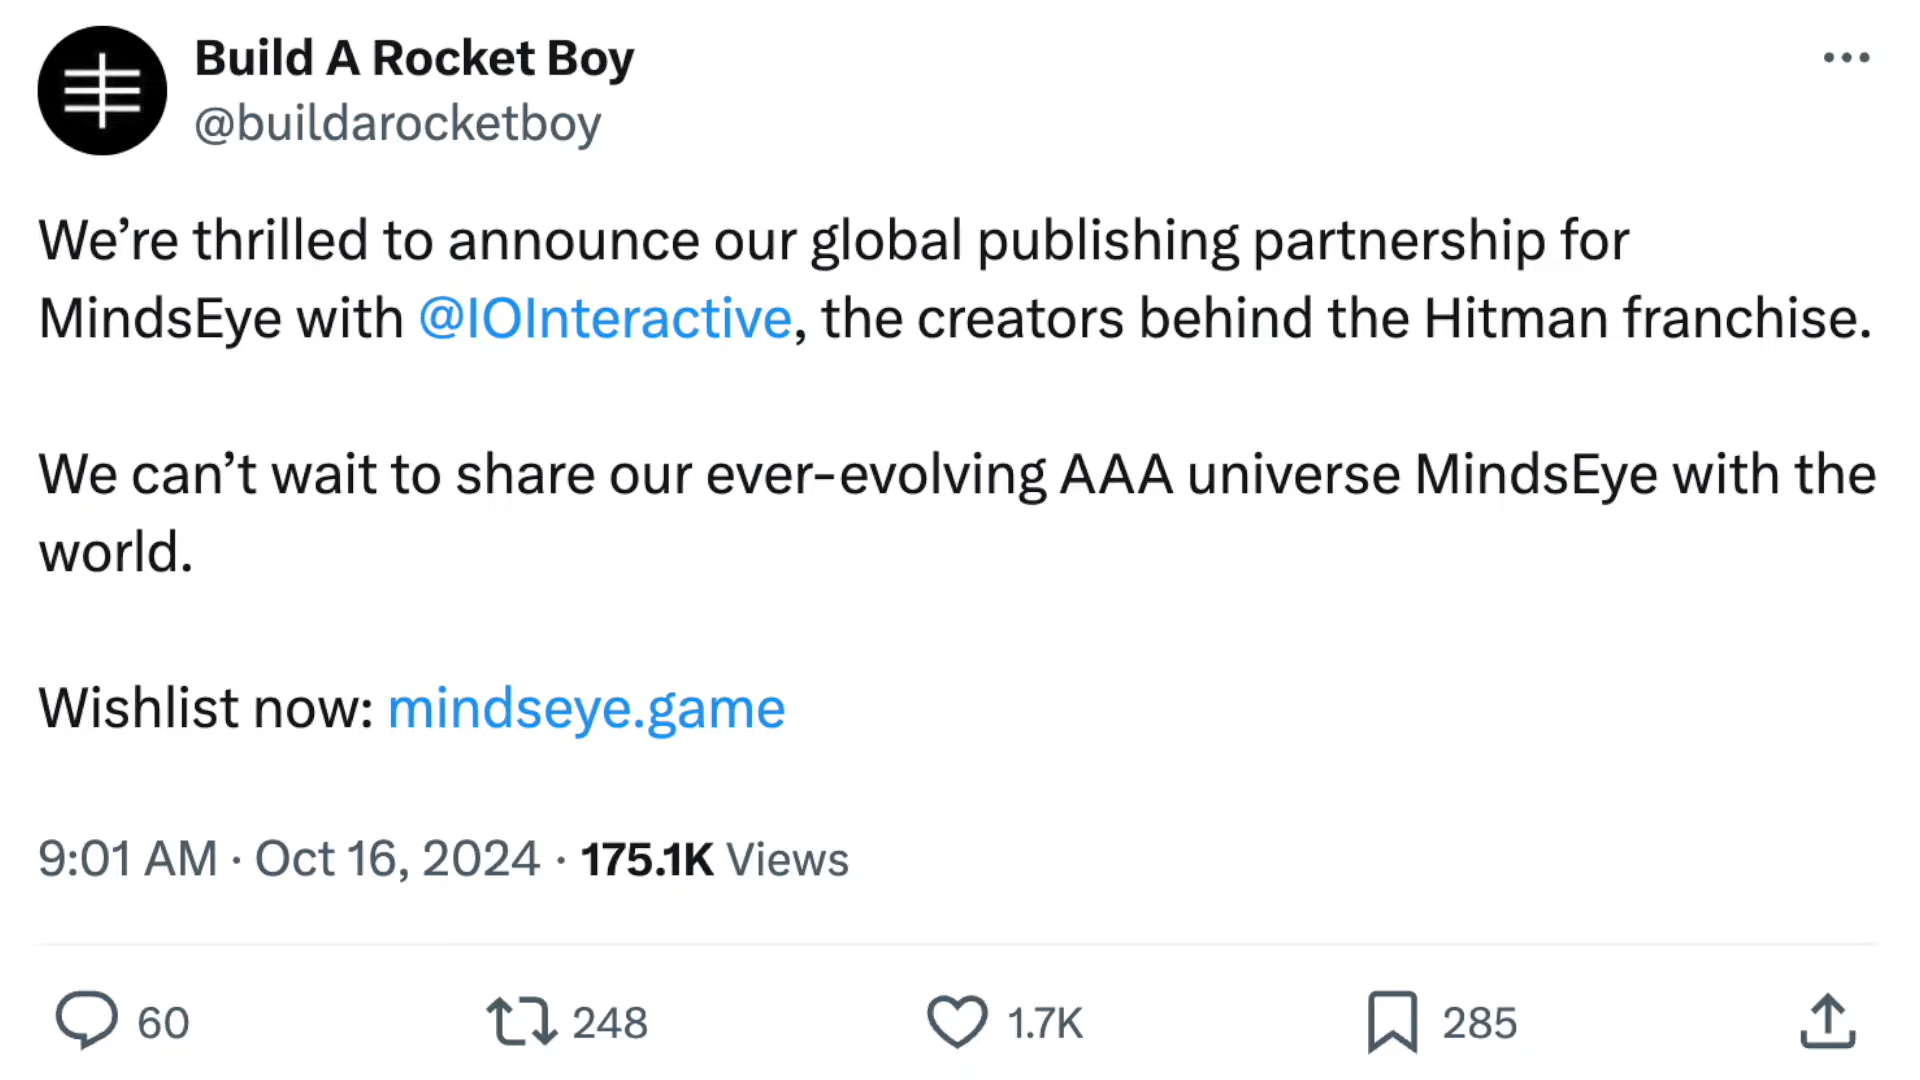 Build A Rocket Boy
@buildarocketboy
We’re thrilled to announce our global publishing partnership for
MindsEye with @IOInteractive, the creators behind the Hitman franchise.
We can’t wait to share our ever-evolving AAA universe MindsEye with the
world.
Wishlist now: mindseye.game
9:01 AM · Oct 16, 2024 · 175.1K Views
60 248 1.7K 285